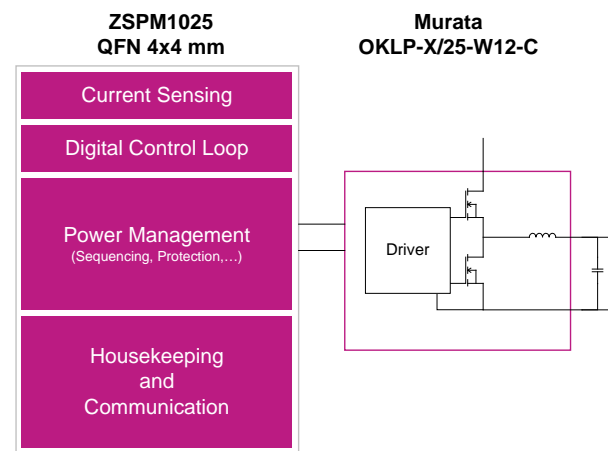 ZSPM1025
QFN 4x4 mm
Murata
OKLP-X/25-W12-C
Current Sensing
Digital Control Loop
Power Management
(Sequencing, Protection,…)
Driver
Housekeeping
and
Communication